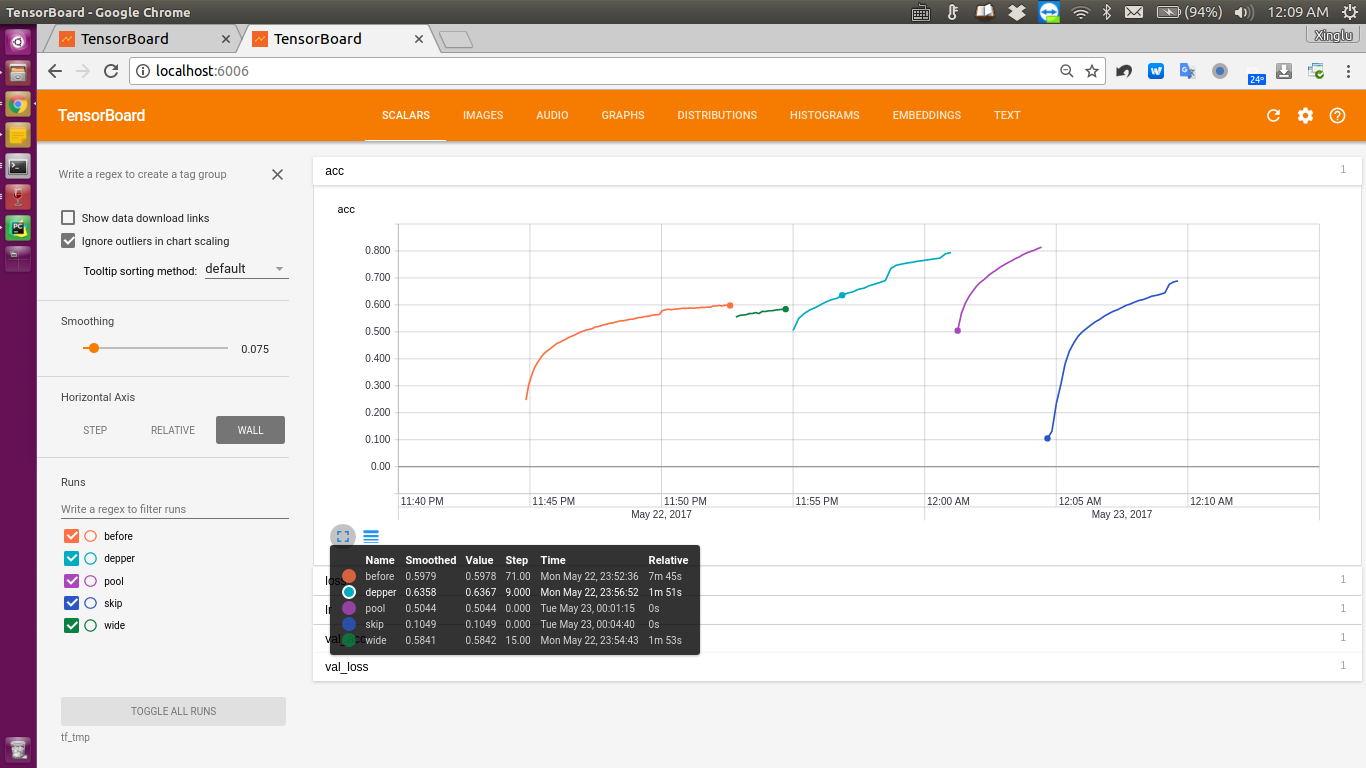 TensorBoard - Google Chrome
(94%)
12:09 AM
TensorBoard
TensorBoard
Xinglu
localhost:6006
24°
TensorBoard
SCALARS
IMAGES
AUDIO
GRAPHS
DISTRIBUTIONS
HISTOGRAMS
EMBEDDINGS
TEXT
Write a regex to create a tag group
Show data download links
Ignore outliers in chart scaling
Tooltip sorting method: default
Smoothing
0.075
Horizontal Axis
STEP RELATIVE WALL
Runs
Write a regex to filter runs
before
depper
pool
skip
wide
TOGGLE ALL RUNS
tf_tmp
acc 1
acc
0.800
0.700
0.600
0.500
0.400
0.300
0.200
0.100
0.00
11:40 PM 11:45 PM 11:50 PM 11:55 PM 12:00 AM 12:05 AM 12:10 AM
May 22, 2017 May 23, 2017
Name Smoothed Value Step Time Relative
before 0.5979 0.5978 71.00 Mon May 22, 23:52:36 7m 45s
depper 0.6358 0.6367 9.000 Mon May 22, 23:56:52 1m 51s
pool 0.5044 0.5044 0.000 Tue May 23, 00:01:15 0s
skip 0.1049 0.1049 0.000 Tue May 23, 00:04:40 0s
wide 0.5841 0.5842 15.00 Mon May 22, 23:54:43 1m 53s
1
1
1
val_loss 1